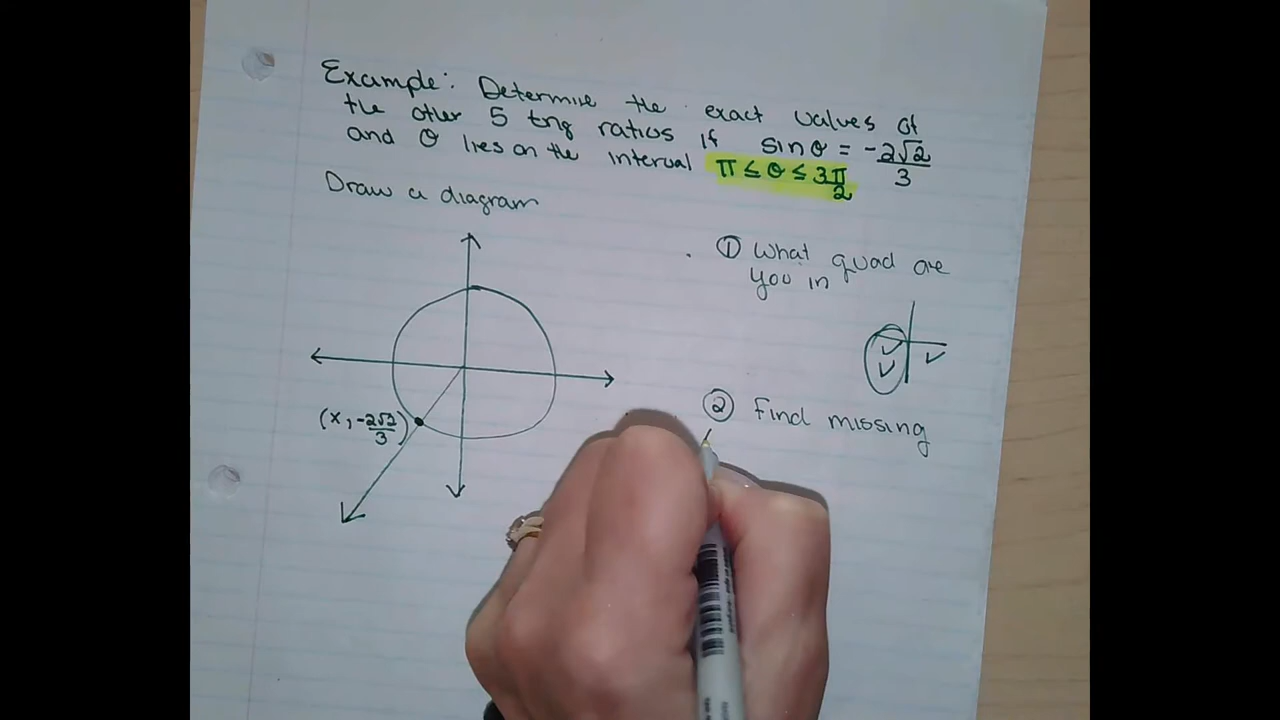 Example: Determine the exact values of
the other 5 trig ratios if sinθ = -2√2/3
and θ lies on the interval π ≤ θ ≤ 3π/2
Draw a diagram
① What quad are
you in
(x, -2√2/3)
② Find missing